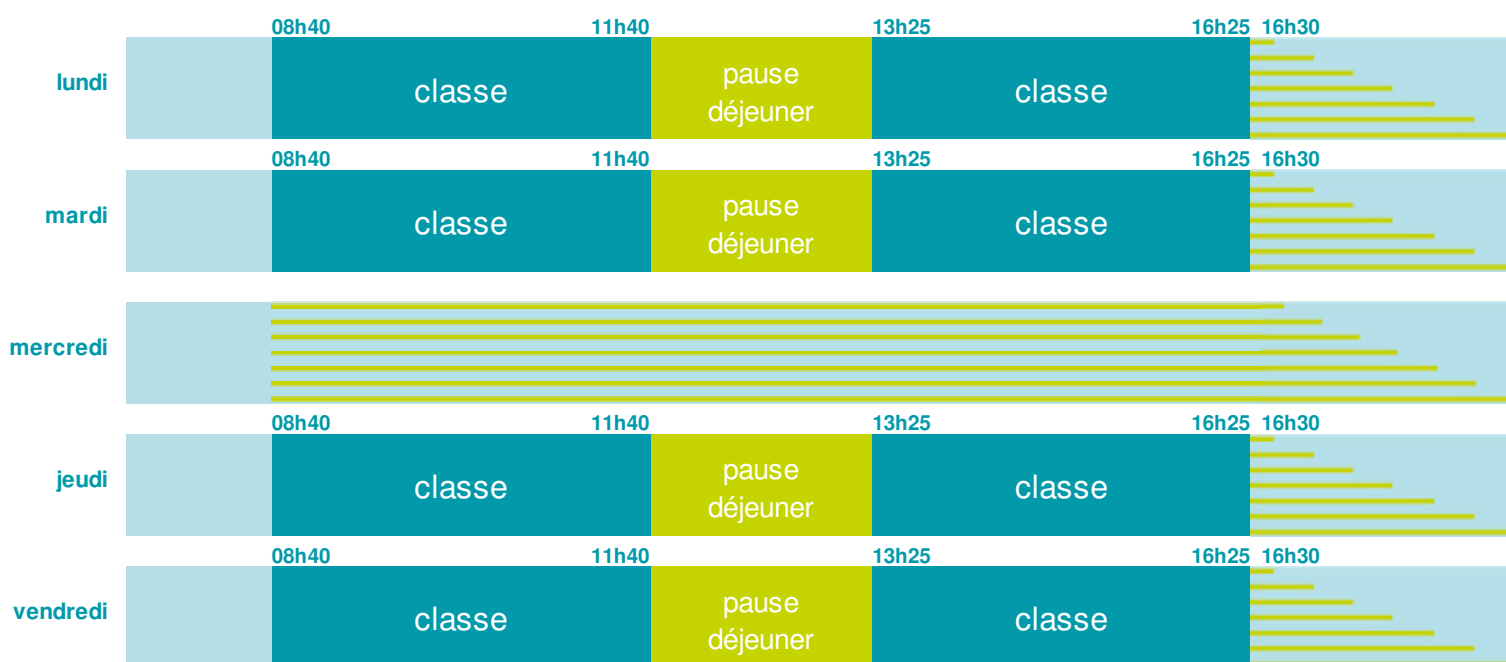 08h40 11h40 13h25 16h25 16h30
lundi classe pause déjeuner classe
08h40 11h40 13h25 16h25 16h30
mardi classe pause déjeuner classe
mercredi
08h40 11h40 13h25 16h25 16h30
jeudi classe pause déjeuner classe
08h40 11h40 13h25 16h25 16h30
vendredi classe pause déjeuner classe